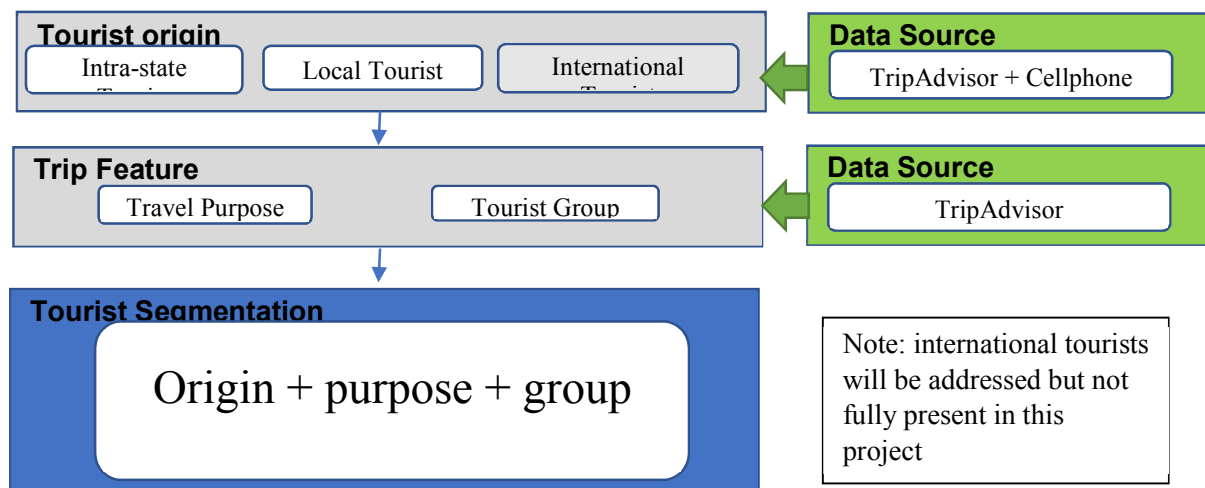 Tourist origin
Data Source
Intra-state
Local Tourist
International
TripAdvisor + Cellphone
Trip Feature
Data Source
Travel Purpose
Tourist Group
TripAdvisor
Tourist Segmentation
Origin + purpose + group
Note: international tourists
will be addressed but not
fully present in this
project